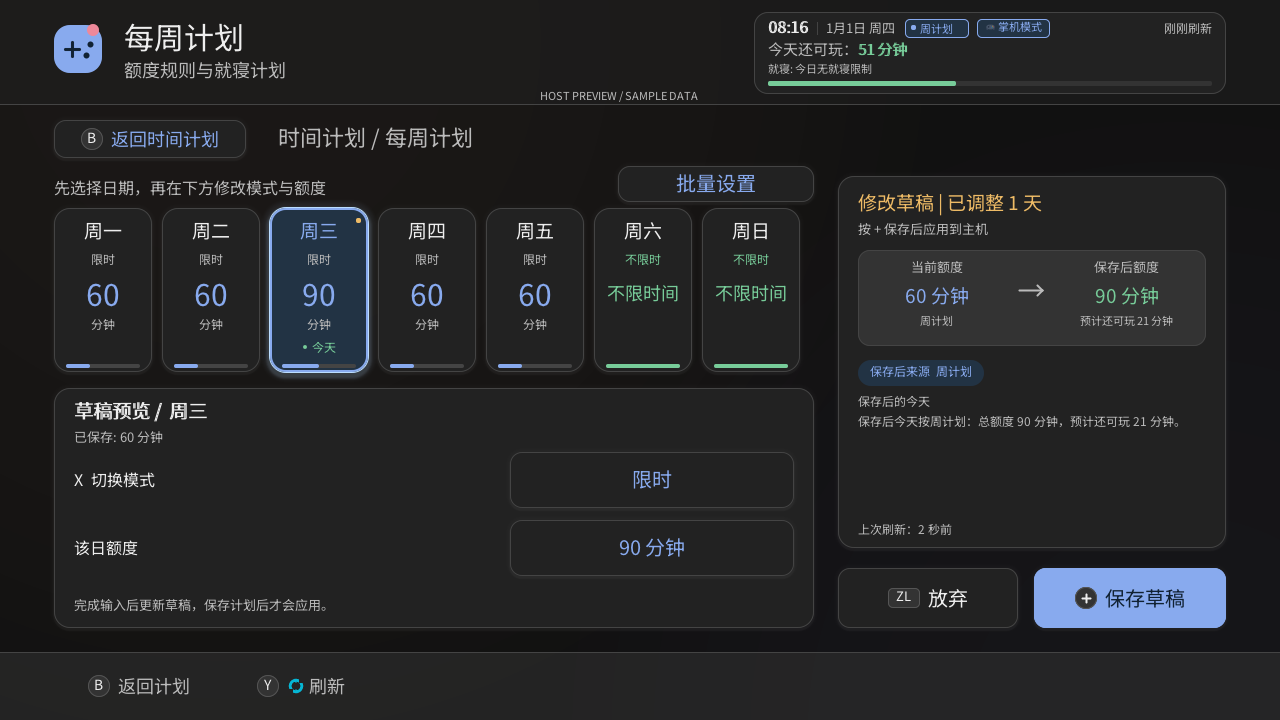 每周计划
额度规则与就寝计划
08:16 1月1日 周四 周计划 掌机模式 刚刚刷新
今天还可玩：51 分钟
就寝: 今日无就寝限制
HOST PREVIEW / SAMPLE DATA
B 返回时间计划 时间计划 / 每周计划
先选择日期，再在下方修改模式与额度 批量设置
周一 周二 周三 周四 周五 周六 周日
限时 限时 限时 限时 限时 不限时 不限时
60 60 90 60 60 不限时间 不限时间
分钟 分钟 分钟 分钟 分钟
• 今天
草稿预览 / 周三
已保存: 60 分钟
X 切换模式 限时
该日额度 90 分钟
完成输入后更新草稿，保存计划后才会应用。
修改草稿 | 已调整 1 天
按 + 保存后应用到主机
当前额度 保存后额度
60 分钟 → 90 分钟
周计划 预计还可玩 21 分钟
保存后来源 周计划
保存后的今天
保存后今天按周计划：总额度 90 分钟，预计还可玩 21 分钟。
上次刷新：2 秒前
ZL 放弃 + 保存草稿
B 返回计划 Y 刷新